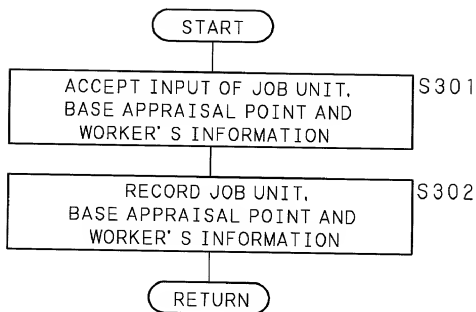 START
ACCEPT INPUT OF JOB UNIT,
BASE APPRAISAL POINT AND
WORKER'S INFORMATION
S301
RECORD JOB UNIT,
BASE APPRAISAL POINT AND
WORKER'S INFORMATION
S302
RETURN